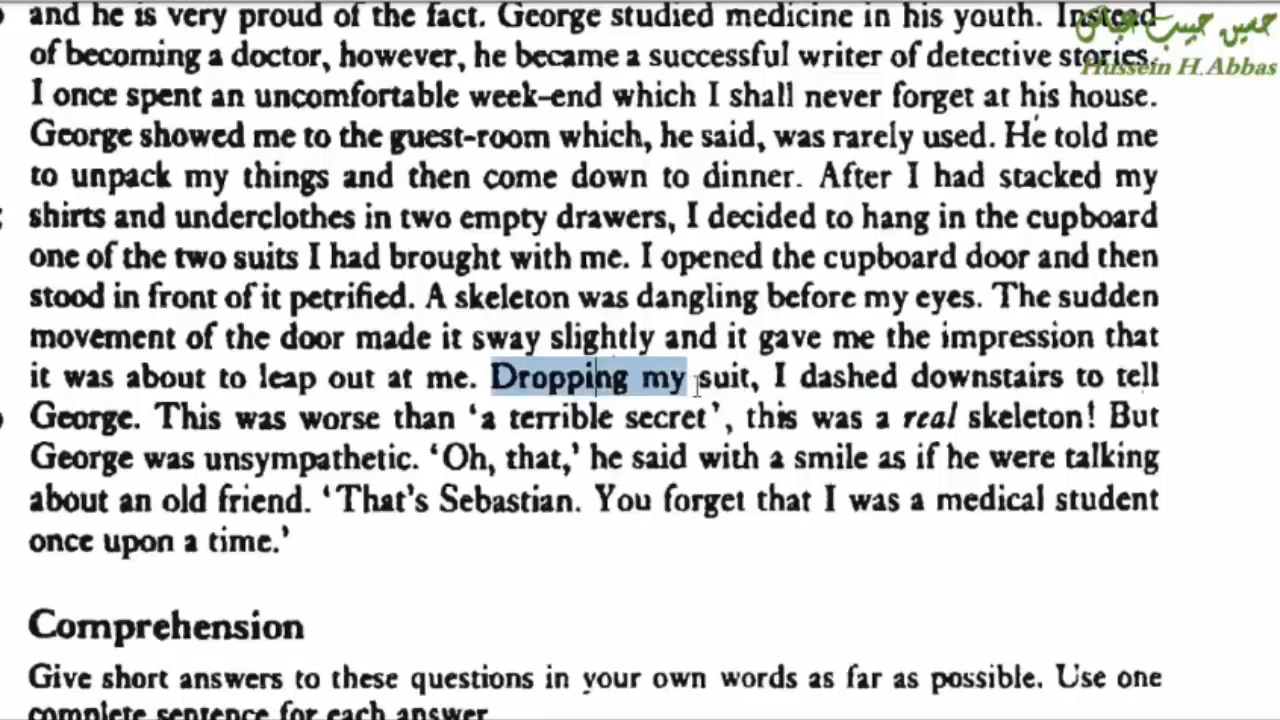 and he is very proud of the fact. George studied medicine in his youth. Instead
of becoming a doctor, however, he became a successful writer of detective stories.
I once spent an uncomfortable week-end which I shall never forget at his house.
George showed me to the guest-room which, he said, was rarely used. He told me
to unpack my things and then come down to dinner. After I had stacked my
shirts and underclothes in two empty drawers, I decided to hang in the cupboard
one of the two suits I had brought with me. I opened the cupboard door and then
stood in front of it petrified. A skeleton was dangling before my eyes. The sudden
movement of the door made it sway slightly and it gave me the impression that
it was about to leap out at me. Dropping my suit, I dashed downstairs to tell
George. This was worse than ‘a terrible secret’, this was a real skeleton! But
George was unsympathetic. ‘Oh, that,’ he said with a smile as if he were talking
about an old friend. ‘That’s Sebastian. You forget that I was a medical student
once upon a time.’
Comprehension
Give short answers to these questions in your own words as far as possible. Use one
complete sentence for each answer
حسين حبيب عباس
Hussein H.Abbas